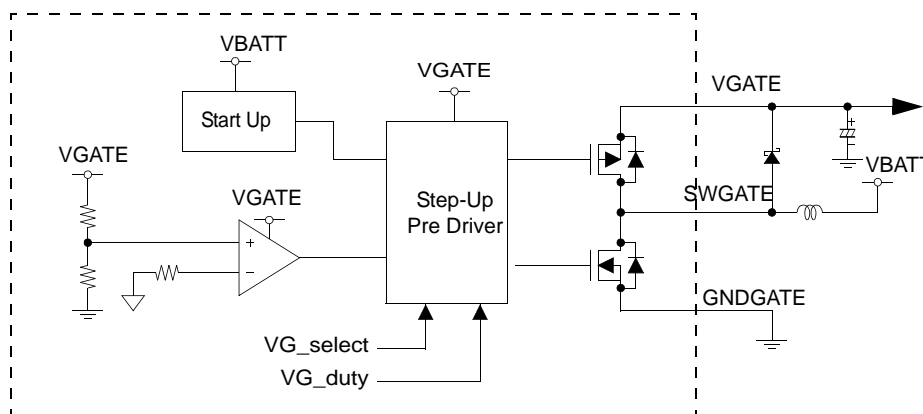 VBATT
VGATE
VGATE
Start Up
VGATE
VBATT
VGATE
SWGATE
Step-Up
Pre Driver
+
+
−
−
GNDGATE
VG_select
VG_duty